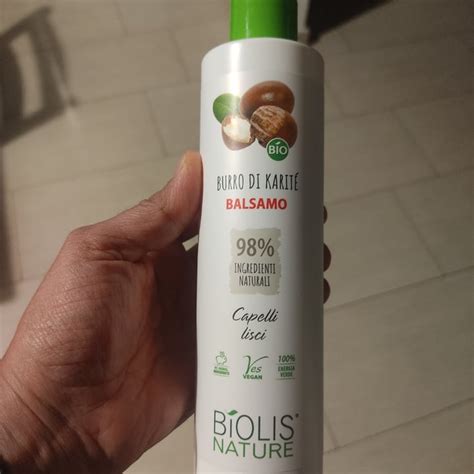 BIO
BURRO DI KARITÉ
BALSAMO
98%
INGREDIENTI
NATURALI
Capelli
lisci
Yes
VEGAN
100%
ENERGIA
VERDE
BiOLIS®
NATURE